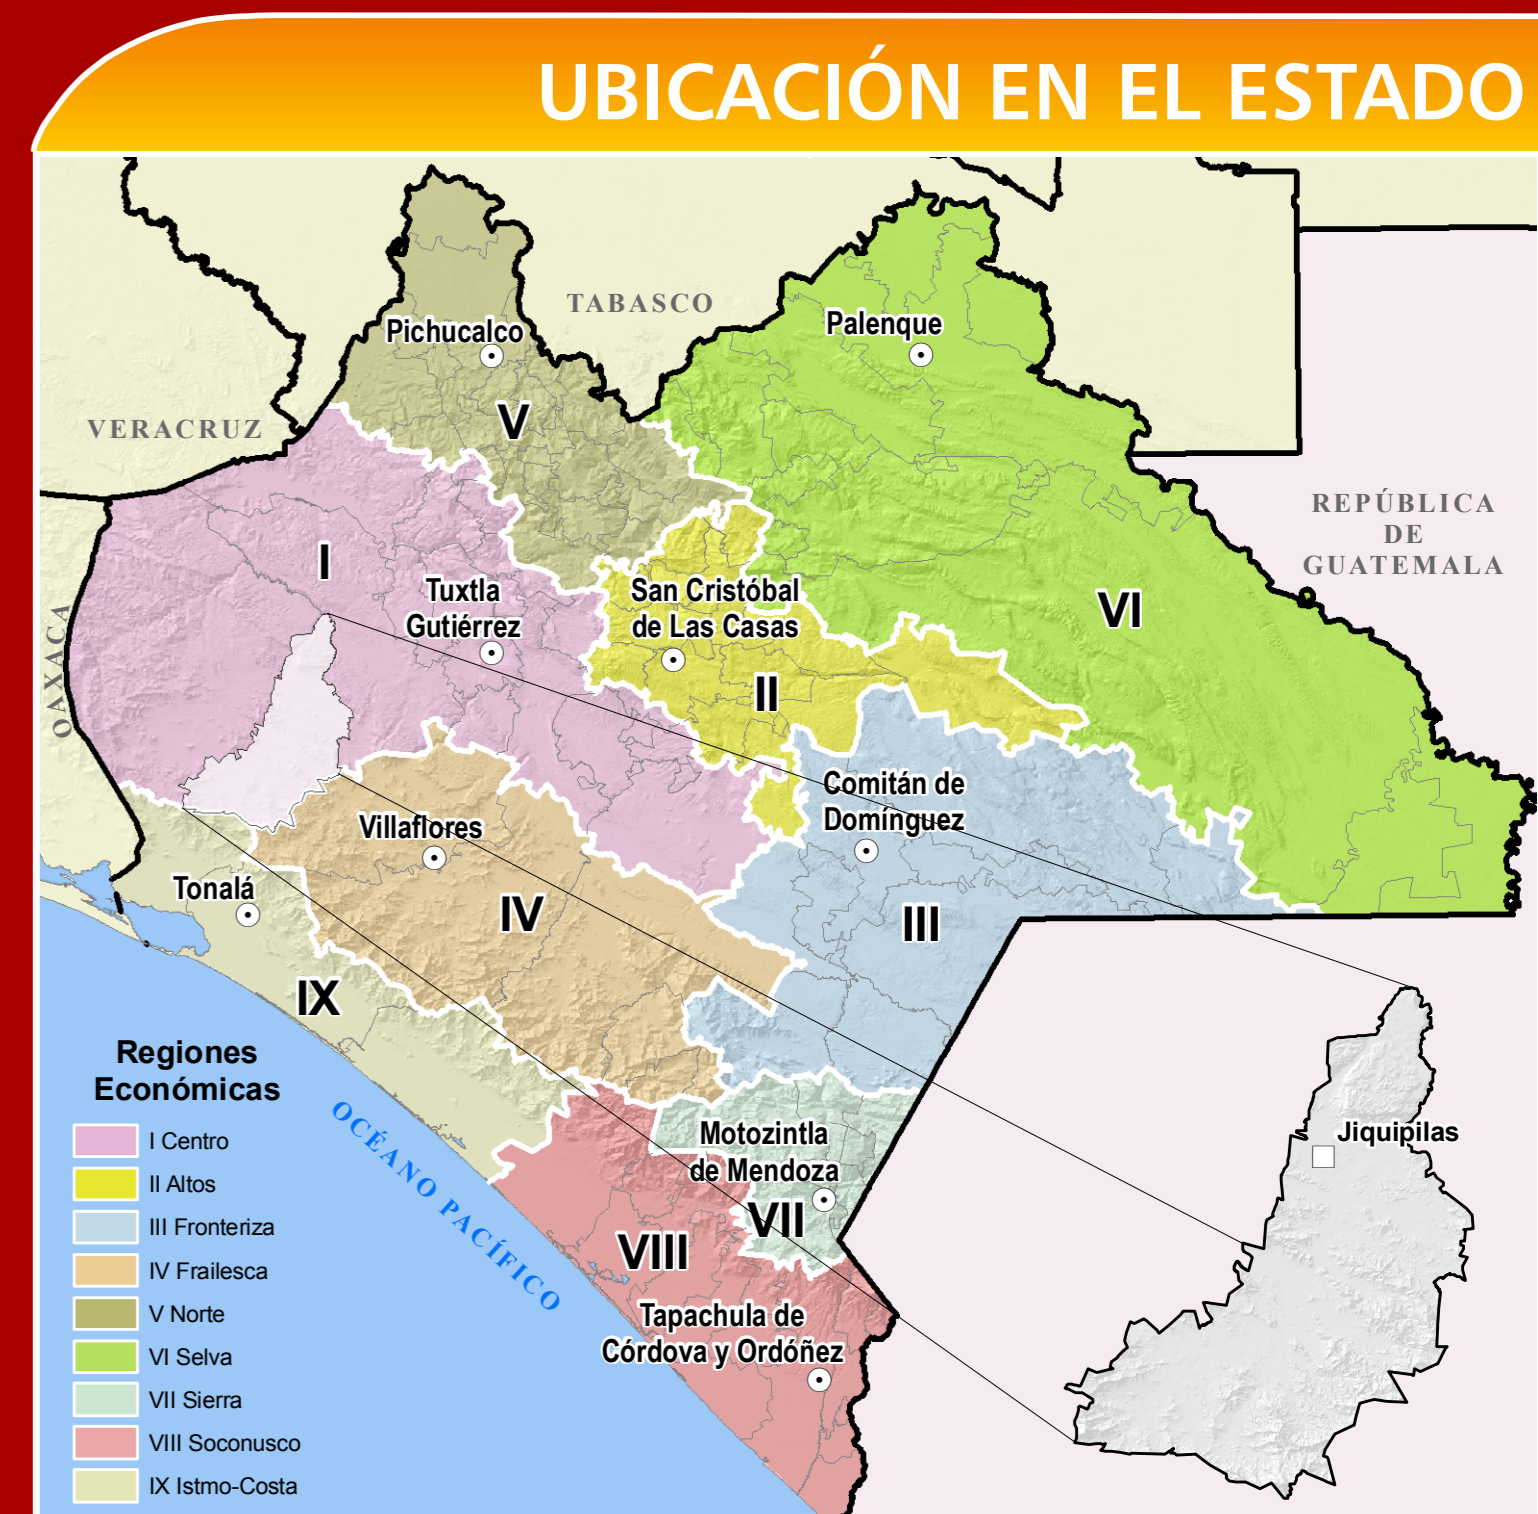 UBICACIÓN EN EL ESTADO
TABASCO
Pichucalco
Palenque
V
VERACRUZ
REPÚBLICA
DE
GUATEMALA
I
Tuxtla
Gutiérrez
San Cristóbal
de Las Casas
VI
OAXACA
II
Comitán de
Domínguez
Villaflores
Tonalá
IV
III
IX
Regiones
Económicas
I Centro
II Altos
III Fronteriza
IV Frailesca
V Norte
VI Selva
VII Sierra
VIII Soconusco
IX Istmo-Costa
OCÉANO PACÍFICO
Motozintla
de Mendoza
VII
VIII
Tapachula de
Córdova y Ordóñez
Jiquipilas